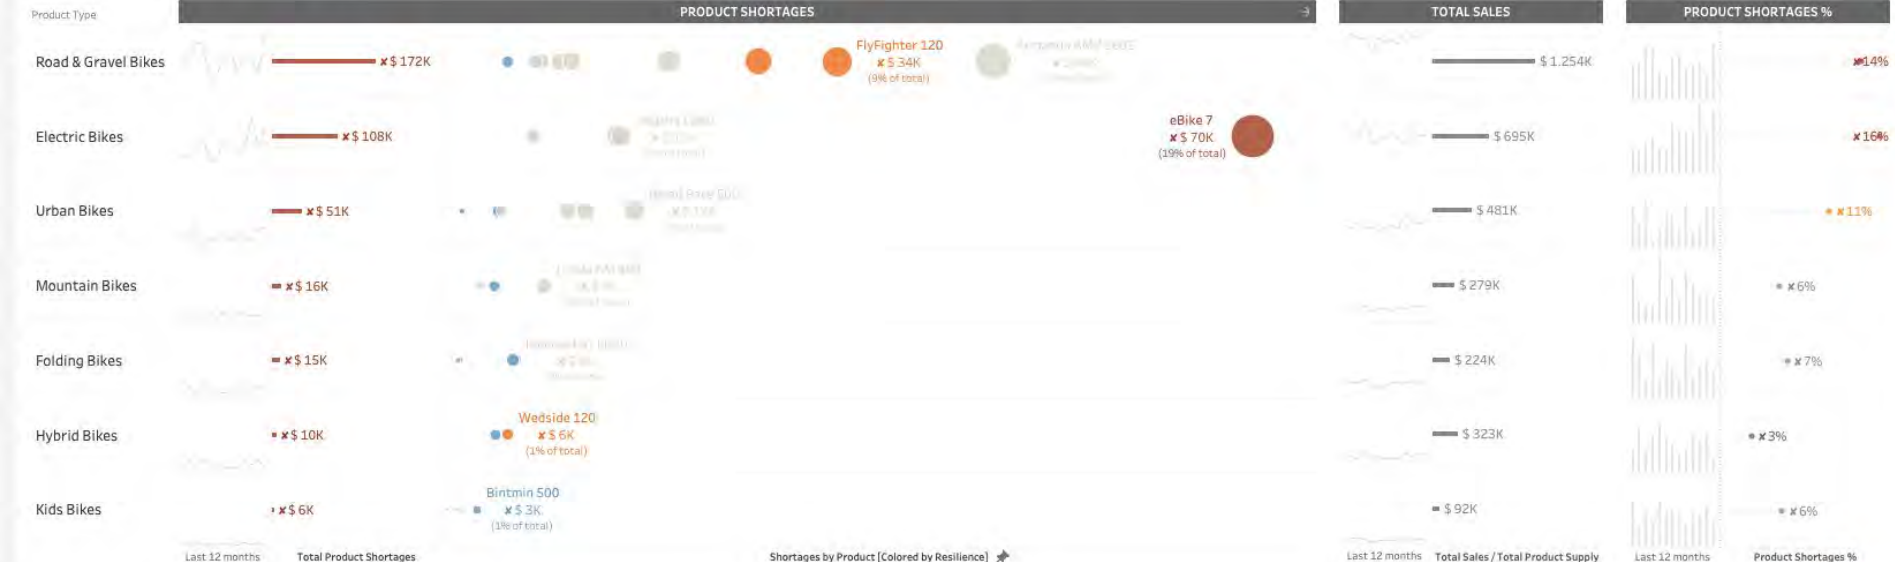 Product Type
PRODUCT SHORTAGES →
TOTAL SALES
PRODUCT SHORTAGES %
Road & Gravel Bikes
✘ $ 172K
FlyFighter 120
✘ $ 34K
(9% of total)
$ 1.254K
✘14%
Electric Bikes
✘ $ 108K
eBike 7
✘ $ 70K
(19% of total)
$ 695K
✘ 16%
Urban Bikes
✘ $ 51K
$ 481K
✘ 11%
Mountain Bikes
✘ $ 16K
$ 279K
✘ 6%
Folding Bikes
✘ $ 15K
$ 224K
✘ 7%
Hybrid Bikes
✘ $ 10K
Wedside 120
✘ $ 6K
(1% of total)
$ 323K
✘ 3%
Kids Bikes
✘ $ 6K
Bintmin 500
✘ $ 3K
(1% of total)
$ 92K
✘ 6%
Last 12 months
Total Product Shortages
Shortages by Product [Colored by Resilience]
Last 12 months
Total Sales / Total Product Supply
Last 12 months
Product Shortages %